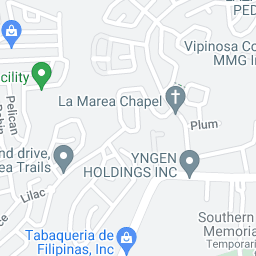 PED
Vipinosa Co
MMG I
cility
Pelican
Robin
La Marea Chapel
Plum
nd drive,
ea Trails
YNGEN
HOLDINGS INC
Lilac
Southern
Memoria
Temporari
Tabaqueria de
Filipinas, Inc